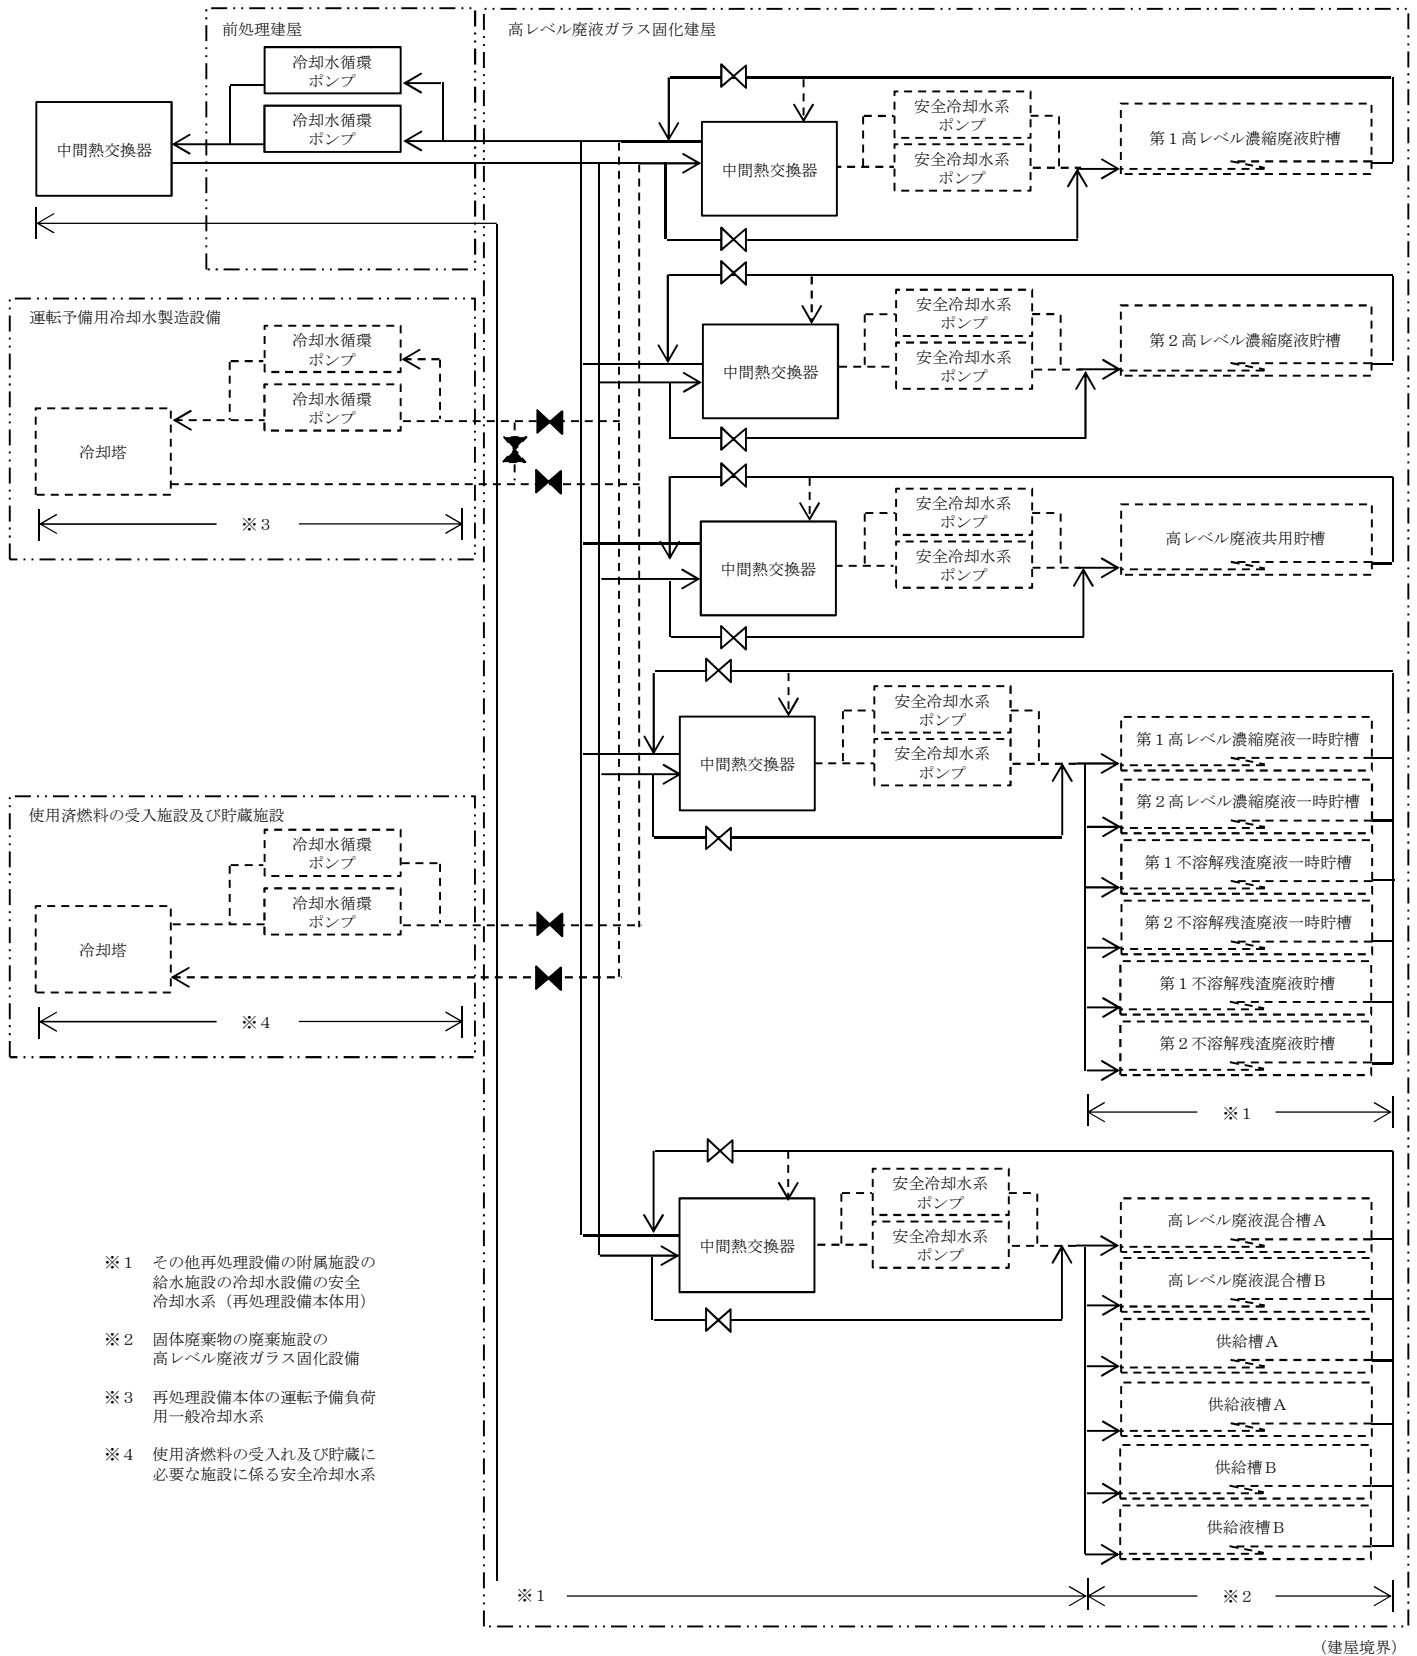 前処理建屋
冷却水循環
ポンプ
冷却水循環
ポンプ
中間熱交換器
運転予備用冷却水製造設備
冷却水循環
ポンプ
冷却水循環
ポンプ
冷却塔
※3
使用済燃料の受入施設及び貯蔵施設
冷却水循環
ポンプ
冷却水循環
ポンプ
冷却塔
※4
高レベル廃液ガラス固化建屋
中間熱交換器
安全冷却水系
ポンプ
安全冷却水系
ポンプ
第1高レベル濃縮廃液貯槽
中間熱交換器
安全冷却水系
ポンプ
安全冷却水系
ポンプ
第2高レベル濃縮廃液貯槽
中間熱交換器
安全冷却水系
ポンプ
安全冷却水系
ポンプ
高レベル廃液共用貯槽
中間熱交換器
安全冷却水系
ポンプ
安全冷却水系
ポンプ
第1高レベル濃縮廃液一時貯槽
第2高レベル濃縮廃液一時貯槽
第1不溶解残渣廃液一時貯槽
第2不溶解残渣廃液一時貯槽
第1不溶解残渣廃液貯槽
第2不溶解残渣廃液貯槽
※1
中間熱交換器
安全冷却水系
ポンプ
安全冷却水系
ポンプ
高レベル廃液混合槽A
高レベル廃液混合槽B
供給槽A
供給液槽A
供給槽B
供給液槽B
※1
※2
※1 その他再処理設備の附属施設の
給水施設の冷却水設備の安全
冷却水系（再処理設備本体用）
※2 固体廃棄物の廃棄施設の
高レベル廃液ガラス固化設備
※3 再処理設備本体の運転予備負荷
用一般冷却水系
※4 使用済燃料の受入れ及び貯蔵に
必要な施設に係る安全冷却水系
（建屋境界）